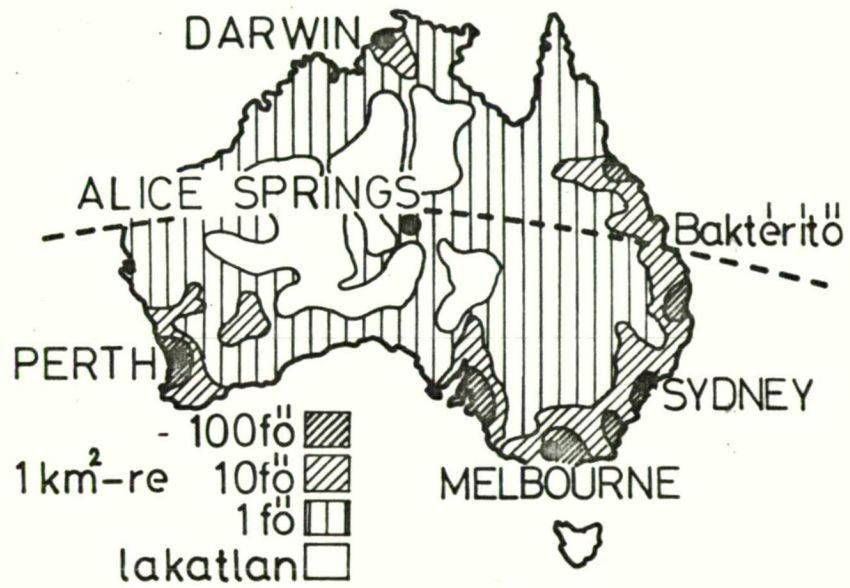 DARWIN
ALICE SPRINGS
Baktérítő
PERTH
SYDNEY
- 100fő
1km²-re 10fő
1fő
lakatlan
MELBOURNE